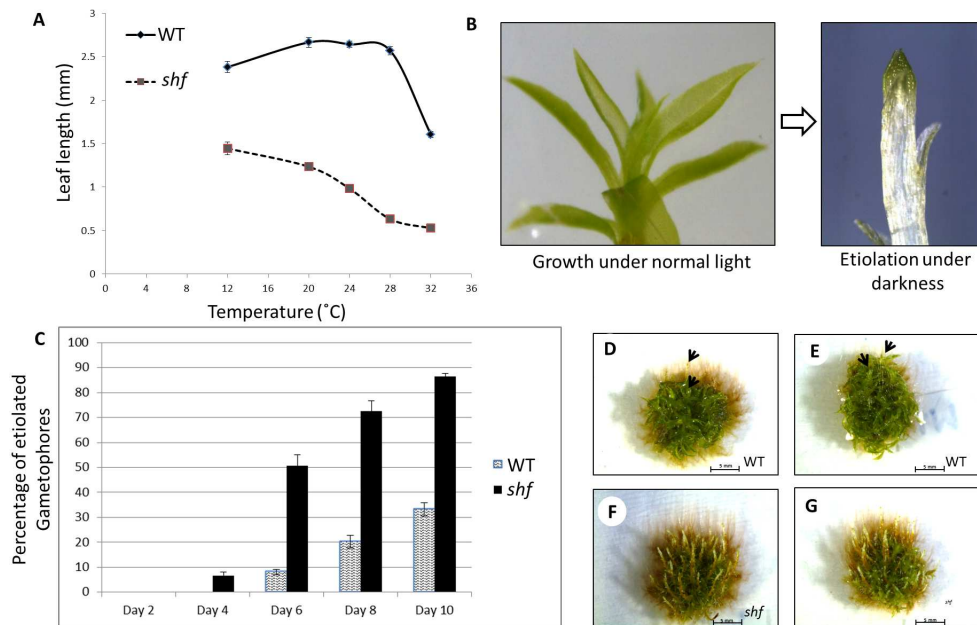 A
WT
shf
Leaf length (mm)
3
2.5
2
1.5
1
0.5
0
0 4 8 12 16 20 24 28 32 36
Temperature (˚C)
B
Growth under normal light
Etiolation under
darkness
C
Percentage of etiolated
Gametophores
100
90
80
70
60
50
40
30
20
10
0
Day 2 Day 4 Day 6 Day 8 Day 10
WT
shf
D
5 mm
WT
E
5 mm
WT
F
5 mm
shf
G
5 mm
shf